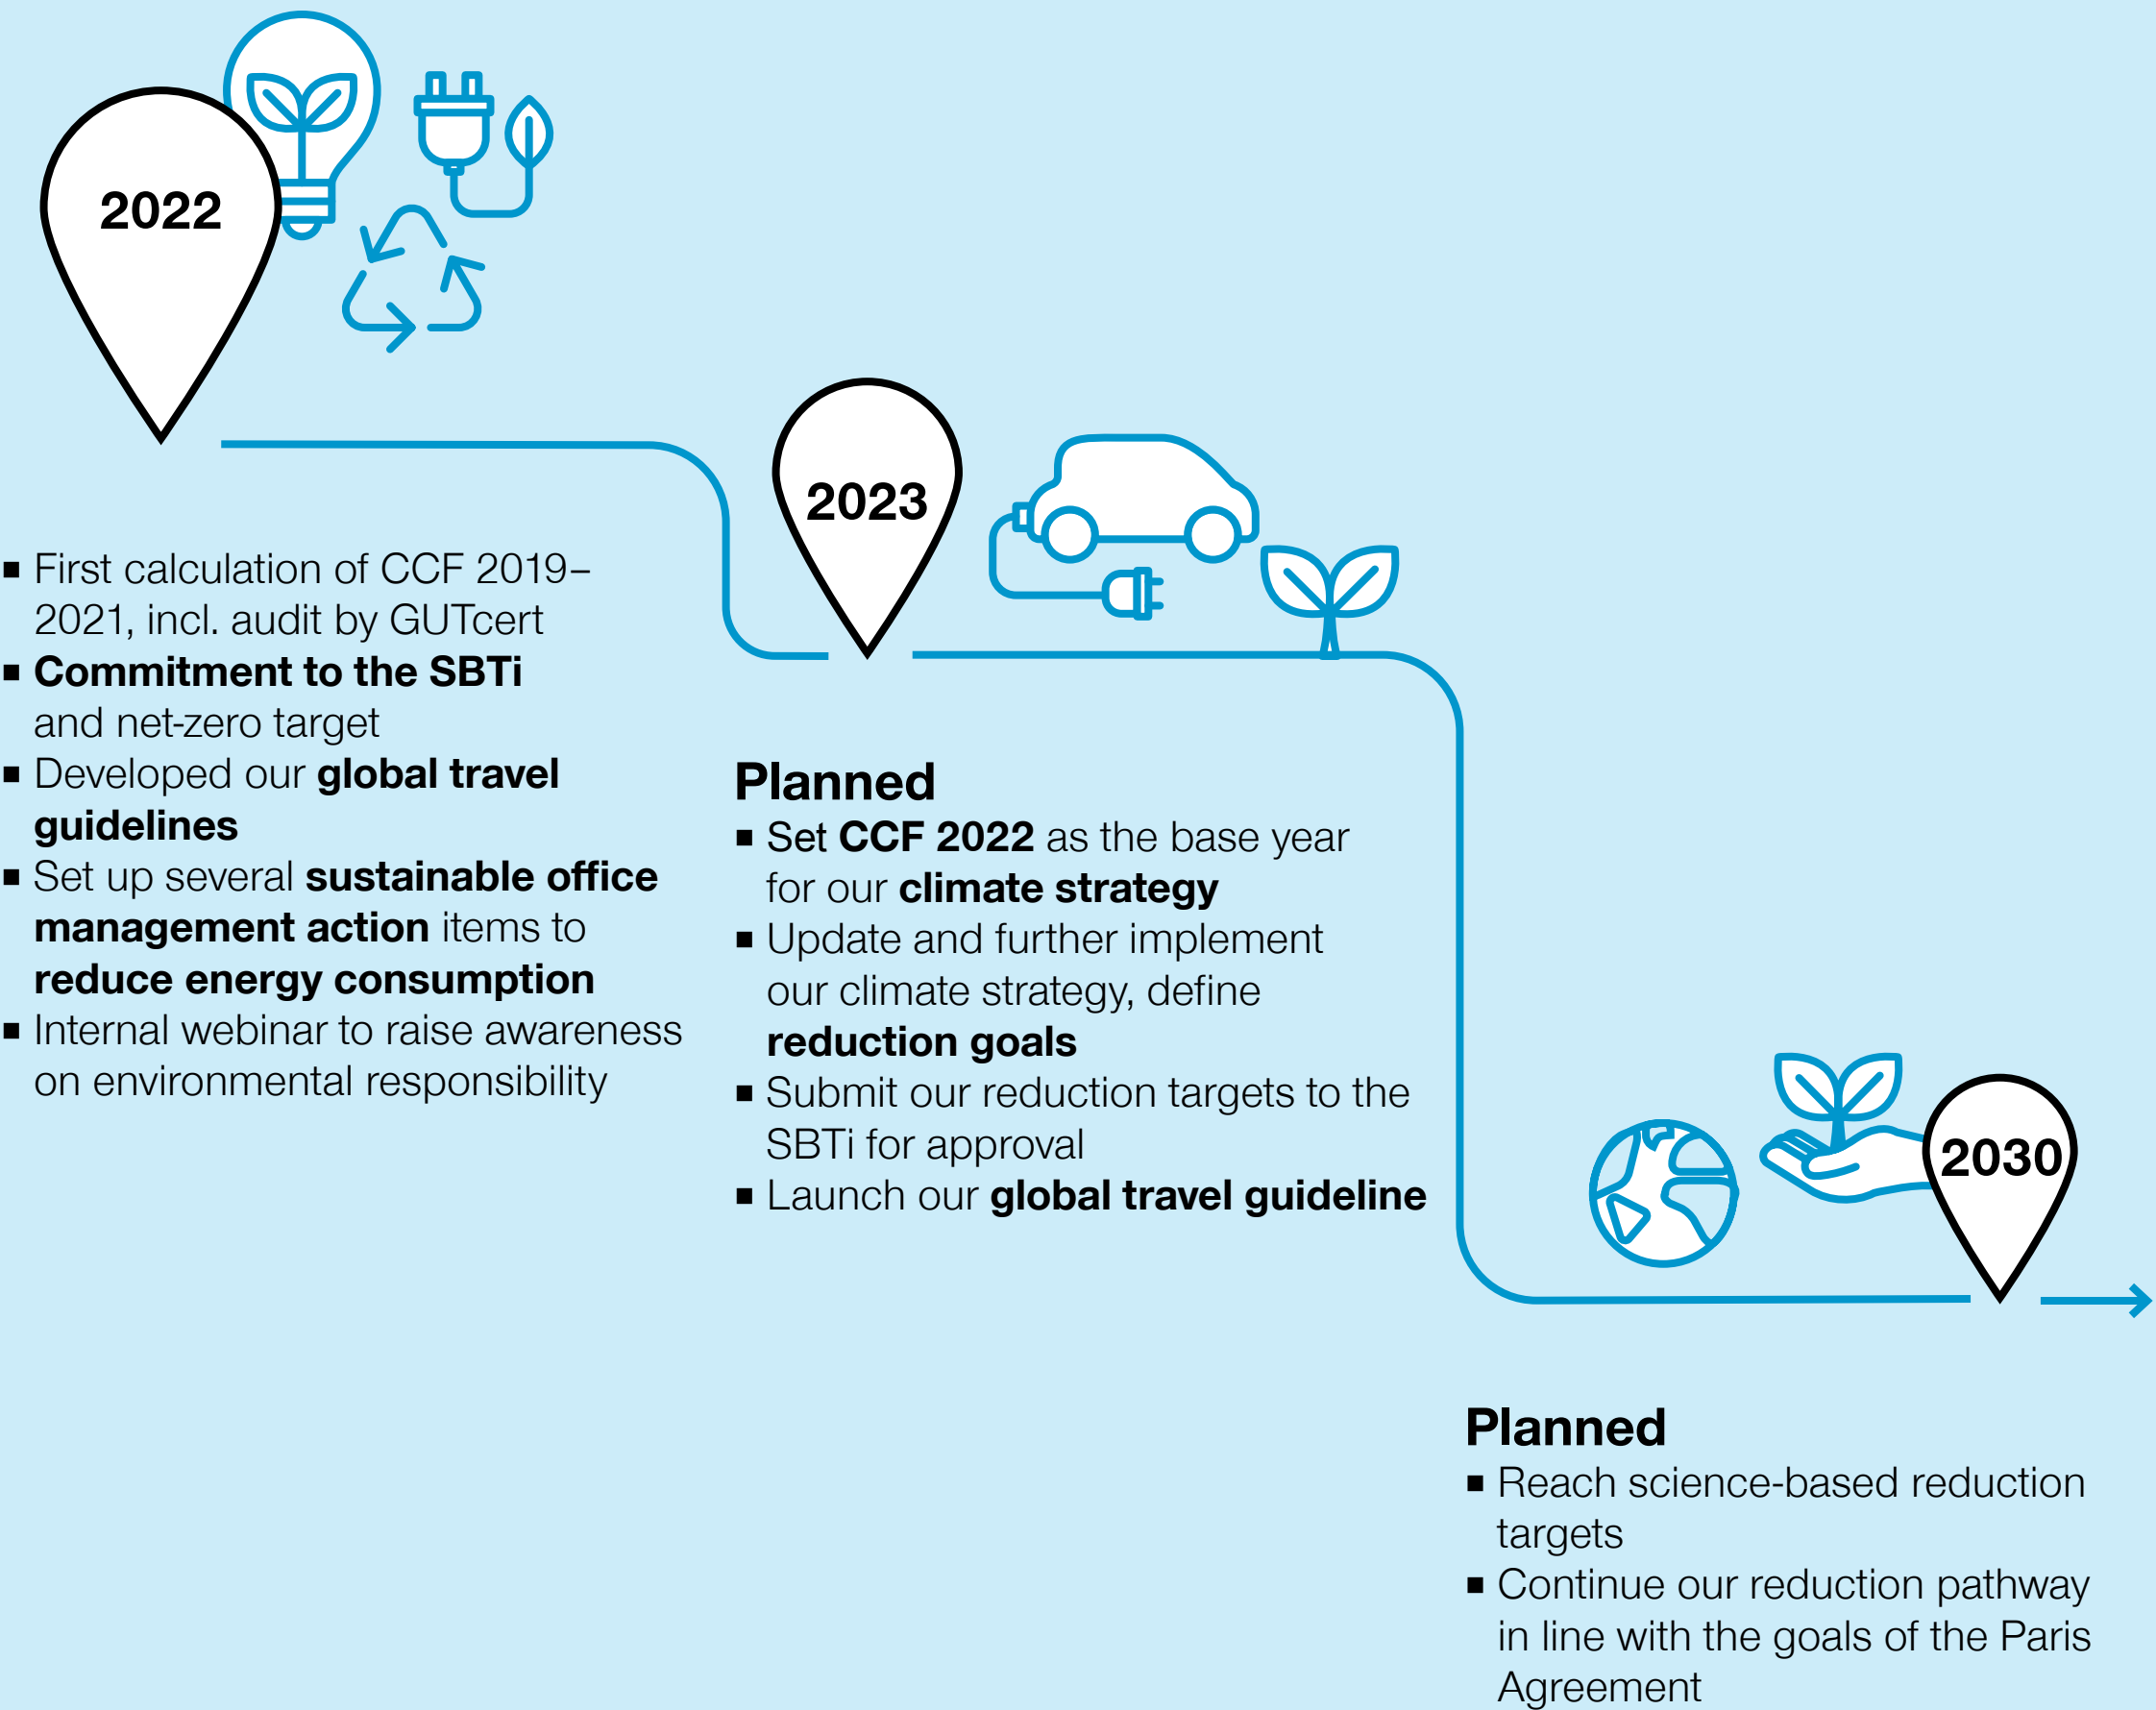 2022
■ First calculation of CCF 2019–
2021, incl. audit by GUTcert
■ Commitment to the SBTi
and net-zero target
■ Developed our global travel
guidelines
■ Set up several sustainable office
management action items to
reduce energy consumption
■ Internal webinar to raise awareness
on environmental responsibility
2023
Planned
■ Set CCF 2022 as the base year
for our climate strategy
■ Update and further implement
our climate strategy, define
reduction goals
■ Submit our reduction targets to the
SBTi for approval
■ Launch our global travel guideline
2030
Planned
■ Reach science-based reduction
targets
■ Continue our reduction pathway
in line with the goals of the Paris
Agreement